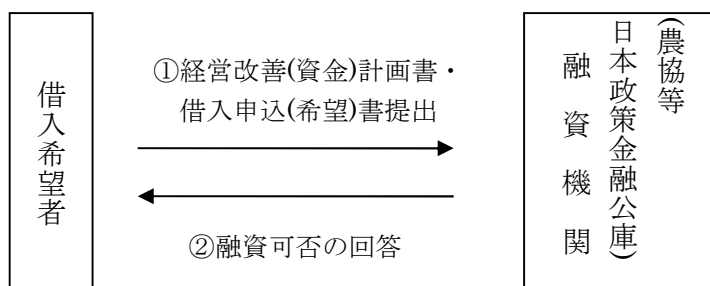 借入希望者
①経営改善(資金)計画書・
借入申込(希望)書提出
②融資可否の回答
(農協等
日本政策金融公庫)
融資機関